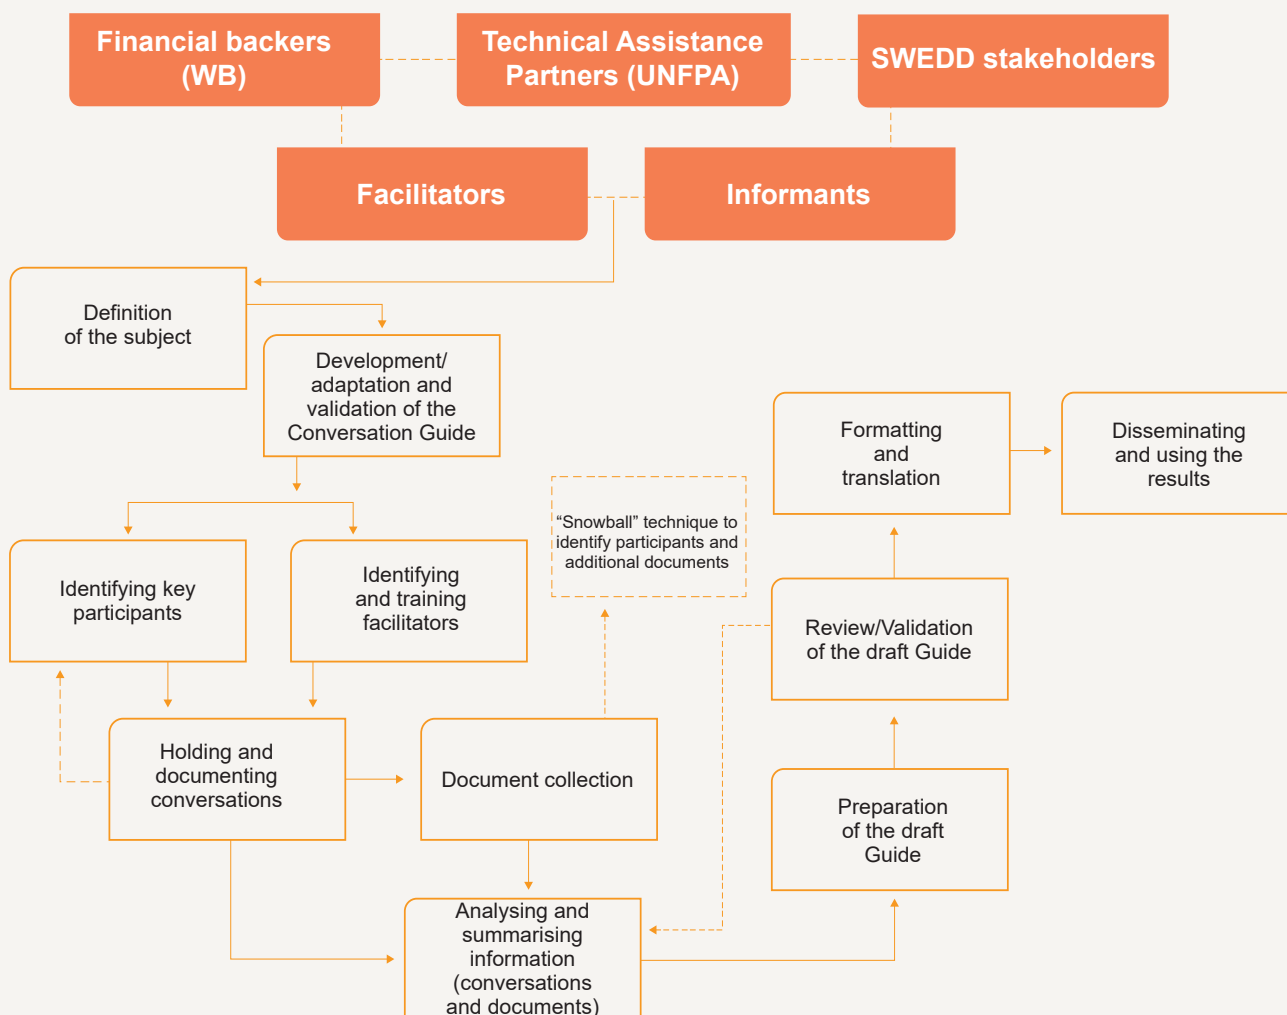 Financial backers
(WB)
Technical Assistance
Partners (UNFPA)
SWEDD stakeholders
Facilitators
Informants
Definition
of the subject
Development/
adaptation and
validation of the
Conversation Guide
Identifying key
participants
Identifying
and training
facilitators
“Snowball” technique to
identify participants and
additional documents
Holding and
documenting
conversations
Document collection
Analysing and
summarising
information
(conversations
and documents)
Preparation
of the draft
Guide
Review/Validation
of the draft Guide
Formatting
and
translation
Disseminating
and using the
results